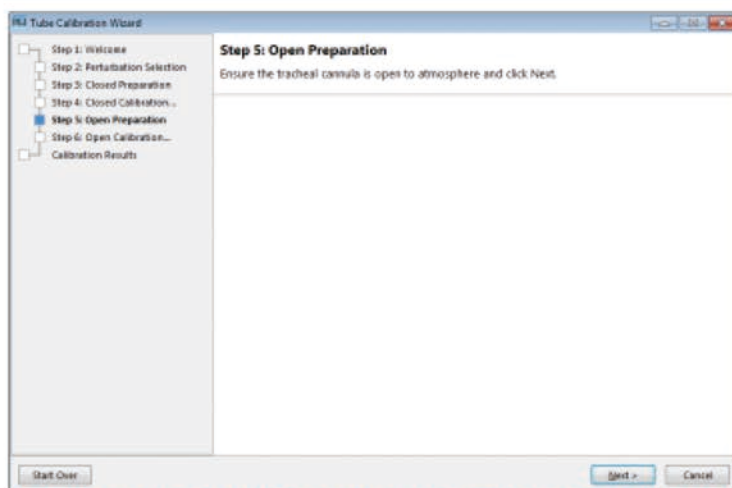 Tube Calibration Wizard
Step 1: Welcome
Step 2: Perturbation Selection
Step 3: Closed Preparation
Step 4: Closed Calibration...
Step 5: Open Preparation
Step 6: Open Calibration...
Calibration Results
Step 5: Open Preparation
Ensure the tracheal cannula is open to atmosphere and click Next.
Start Over
Next >
Cancel